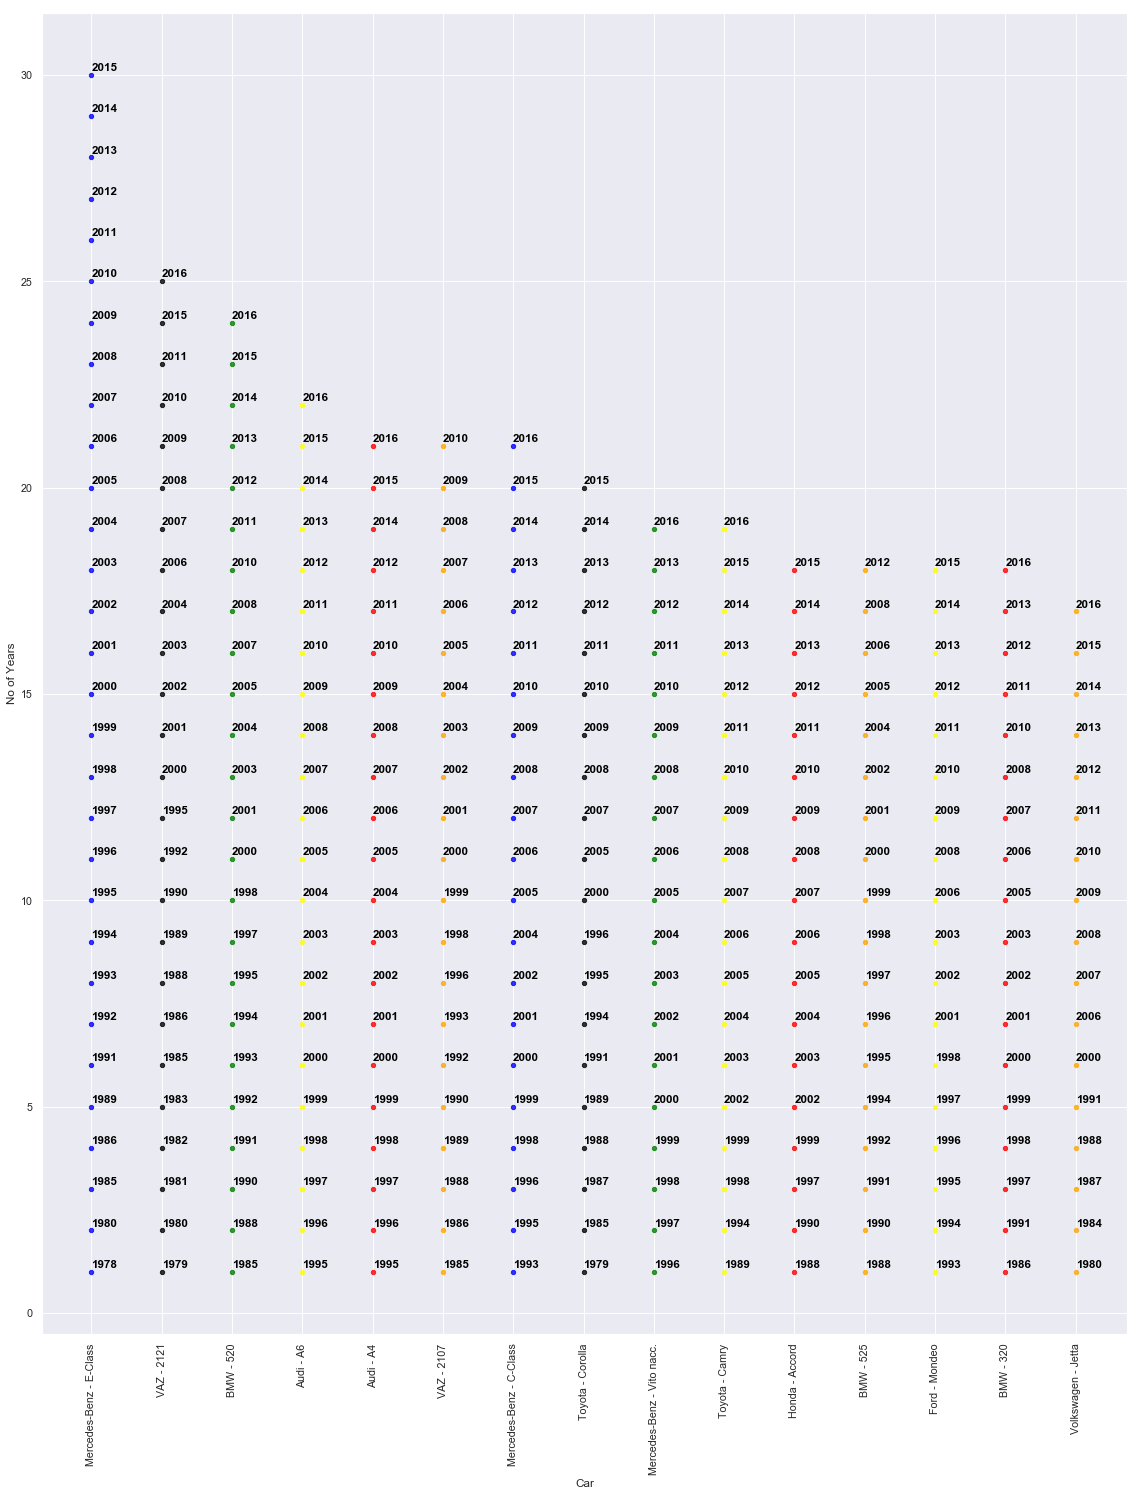 30 2015
2014
2013
2012
2011
25 2010 2016
2009 2015 2016
2008 2011 2015
2007 2010 2014 2016
2006 2009 2013 2015 2016 2010 2016
20 2005 2008 2012 2014 2015 2009 2015 2015
2004 2007 2011 2013 2014 2008 2014 2014 2016 2016
2003 2006 2010 2012 2012 2007 2013 2013 2013 2015 2015 2012 2015 2016
2002 2004 2008 2011 2011 2006 2012 2012 2012 2014 2014 2008 2014 2013 2016
2001 2003 2007 2010 2010 2005 2011 2011 2011 2013 2013 2006 2013 2012 2015
15 2000 2002 2005 2009 2009 2004 2010 2010 2010 2012 2012 2005 2012 2011 2014
1999 2001 2004 2008 2008 2003 2009 2009 2009 2011 2011 2004 2011 2010 2013
1998 2000 2003 2007 2007 2002 2008 2008 2008 2010 2010 2002 2010 2008 2012
1997 1995 2001 2006 2006 2001 2007 2007 2007 2009 2009 2001 2009 2007 2011
1996 1992 2000 2005 2005 2000 2006 2005 2006 2008 2008 2000 2008 2006 2010
10 1995 1990 1998 2004 2004 1999 2005 2000 2005 2007 2007 1999 2006 2005 2009
1994 1989 1997 2003 2003 1998 2004 1996 2004 2006 2006 1998 2003 2003 2008
1993 1988 1995 2002 2002 1996 2002 1995 2003 2005 2005 1997 2002 2002 2007
1992 1986 1994 2001 2001 1993 2001 1994 2002 2004 2004 1996 2001 2001 2006
1991 1985 1993 2000 2000 1992 2000 1991 2001 2003 2003 1995 1998 2000 2000
5 1989 1983 1992 1999 1999 1990 1999 1989 2000 2002 2002 1994 1997 1999 1991
1986 1982 1991 1998 1998 1989 1998 1988 1999 1999 1999 1992 1996 1998 1988
1985 1981 1990 1997 1997 1988 1996 1987 1998 1998 1997 1991 1995 1997 1987
1980 1980 1988 1996 1996 1986 1995 1985 1997 1994 1990 1990 1994 1991 1984
1978 1979 1985 1995 1995 1985 1993 1979 1996 1989 1988 1988 1993 1986 1980
0
No of Years
Mercedes-Benz - E-Class
VAZ - 2121
BMW - 520
Audi - A6
Audi - A4
VAZ - 2107
Mercedes-Benz - C-Class
Toyota - Corolla
Mercedes-Benz - Vito пасс.
Toyota - Camry
Honda - Accord
BMW - 525
Ford - Mondeo
BMW - 320
Volkswagen - Jetta
Car